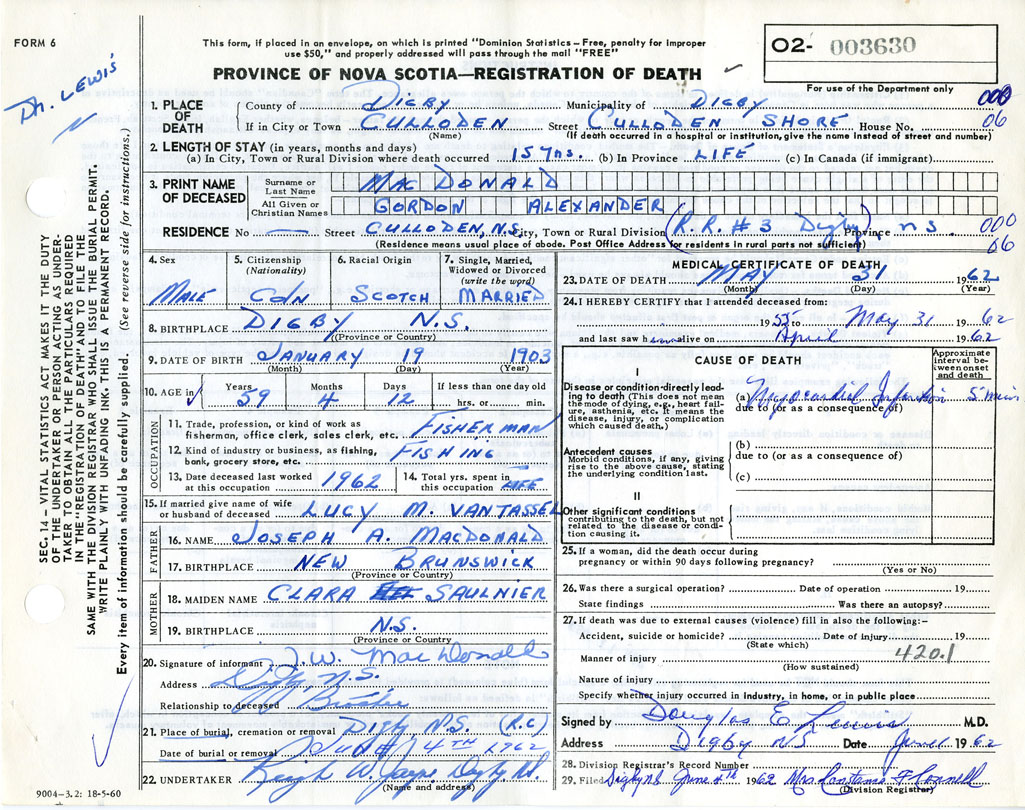 FORM 6
This form, if placed in an envelope, on which is printed "Dominion Statistics – Free, penalty for improper
use $50," and properly addressed will pass through the mail "FREE"
PROVINCE OF NOVA SCOTIA—REGISTRATION OF DEATH
O2- 003630
For use of the Department only
Dr. LEWIS
SEC. 14 – VITAL STATISTICS ACT MAKES IT THE DUTY
OF THE UNDERTAKER OR PERSON ACTING AS UNDER-
TAKER TO OBTAIN ALL THE PARTICULARS REQUIRED
IN THE "REGISTRATION OF DEATH" AND TO FILE THE
SAME WITH THE DIVISION REGISTRAR WHO SHALL ISSUE THE BURIAL PERMIT.
WRITE PLAINLY WITH UNFADING INK. THIS IS A PERMANENT RECORD.
Every item of information should be carefully supplied. (See reverse side for instructions.)
1. PLACE OF DEATH
County of DIGBY Municipality of DIGBY 000
If in City or Town CULLODEN Street CULLODEN SHORE House No. 06
(Name) (If death occurred in a hospital or institution, give the name instead of street and number)
2. LENGTH OF STAY (in years, months and days)
(a) In City, Town or Rural Division where death occurred 15 yrs. (b) In Province LIFE (c) In Canada (if immigrant)
3. PRINT NAME OF DECEASED
Surname or Last Name MACDONALD
All Given or Christian Names GORDON ALEXANDER
RESIDENCE No — Street CULLODEN, N.S. City, Town or Rural Division (R.R. #3 Digby) Province N S. 000
(Residence means usual place of abode. Post Office Address for residents in rural parts not sufficient) 06
4. Sex 5. Citizenship (Nationality) 6. Racial Origin 7. Single, Married, Widowed or Divorced (write the word)
MALE CDN SCOTCH MARRIED
8. BIRTHPLACE DIGBY N.S.
(Province or Country)
9. DATE OF BIRTH JANUARY 19 1903
(Month) (Day) (Year)
10. AGE in Years Months Days If less than one day old
59 4 12 hrs. or min.
OCCUPATION
11. Trade, profession, or kind of work as
fisherman, office clerk, sales clerk, etc. FISHERMAN
12. Kind of industry or business, as fishing,
bank, grocery store, etc. FISHING
13. Date deceased last worked at this occupation 1962 14. Total yrs. spent in this occupation LIFE
15. If married give name of wife
or husband of deceased LUCY M. VANTASSEL
FATHER
16. NAME JOSEPH A. MACDONALD
17. BIRTHPLACE NEW BRUNSWICK
(Province or Country)
MOTHER
18. MAIDEN NAME CLARA SAULNIER
19. BIRTHPLACE N.S.
(Province or Country
20. Signature of informant J. W. MacDonald
Address Digby N.S.
Relationship to deceased Brother
21. Place of burial, cremation or removal Digby N.S. (R.C)
Date of burial or removal 4TH 1962
22. UNDERTAKER W. Jayne Digby N.S.
(Name and address)
9004–3.2: 18-5-60
MEDICAL CERTIFICATE OF DEATH
23. DATE OF DEATH MAY 31 1962
(Month) (Day) (Year)
24. I HEREBY CERTIFY that I attended deceased from:
1955 to May 31 1962
and last saw him alive on April 1962
CAUSE OF DEATH
Approximate interval between onset and death
I
Disease or condition directly leading to death (This does not mean the mode of dying, e.g., heart failure, asthenia, etc. It means the disease, injury, or complication which caused death.)
(a) Myocardial Infarction 5 min
due to (or as a consequence of)
Antecedent causes
Morbid conditions, if any, giving rise to the above cause, stating the underlying condition last.
(b)
due to (or as a consequence of)
(c)
II
Other significant conditions
contributing to the death, but not related to the disease or condition causing it.
25. If a woman, did the death occur during
pregnancy or within 90 days following pregnancy?
(Yes or No)
26. Was there a surgical operation? Date of operation 19
State findings Was there an autopsy?
27. If death was due to external causes (violence) fill in also the following:–
Accident, suicide or homicide? Date of injury 19
(State which)
Manner of injury 420.1
(How sustained)
Nature of injury
Specify whether injury occurred in industry, in home, or in public place
Signed by Douglas E Lewis M.D.
Address Digby N S Date June 1 1962
28. Division Registrar's Record Number
29. Filed Digby N.S June 4th 1962 Mrs. Constance F Connell
(Division Registrar)